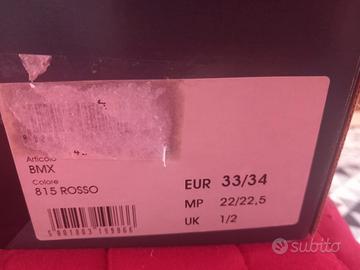 Articolo
BMX
Colore
815 ROSSO
EUR 33/34
MP 22/22,5
UK 1/2
subito